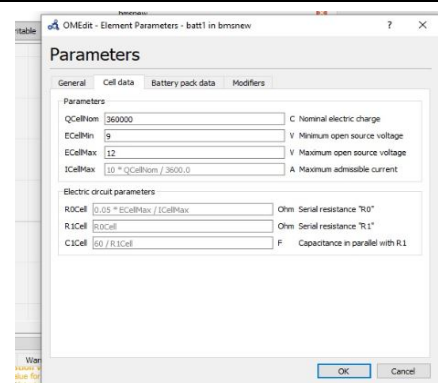 bmsnew
OMEdit - Element Parameters - batt1 in bmsnew ? ×
Parameters
General Cell data Battery pack data Modifiers
Parameters
QCellNom 360000 C Nominal electric charge
ECellMin 9 V Minimum open source voltage
ECellMax 12 V Maximum open source voltage
ICellMax 10 * QCellNom / 3600.0 A Maximum admissible current
Electric circuit parameters
R0Cell 0.05 * ECellMax / ICellMax Ohm Serial resistance "R0"
R1Cell R0Cell Ohm Serial resistance "R1"
C1Cell 60 / R1Cell F Capacitance in parallel with R1
OK Cancel